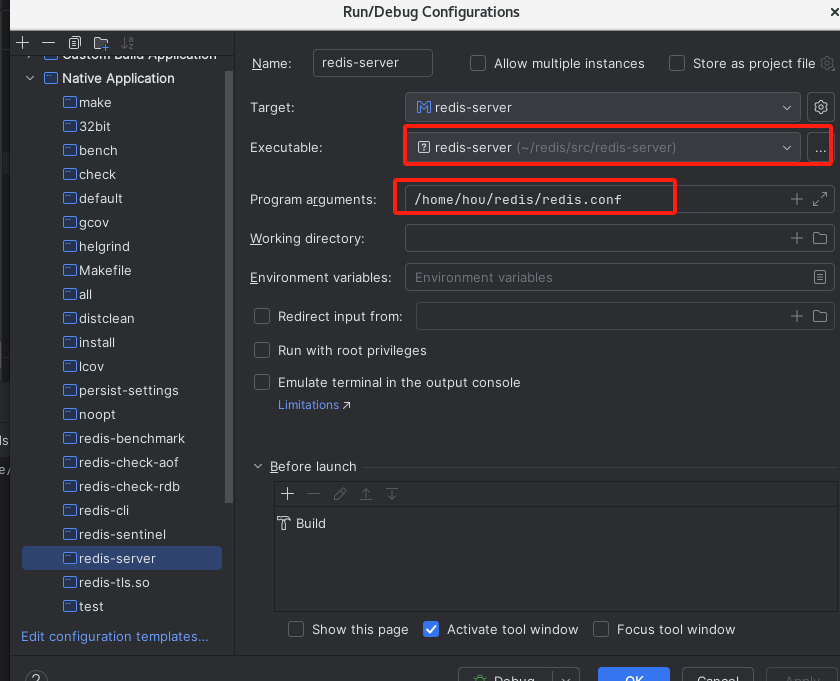 Run/Debug Configurations
Custom Build Application
Native Application
make
32bit
bench
check
default
gcov
helgrind
Makefile
all
distclean
install
lcov
persist-settings
noopt
redis-benchmark
redis-check-aof
redis-check-rdb
redis-cli
redis-sentinel
redis-server
redis-tls.so
test
Edit configuration templates...
?
Name: redis-server Allow multiple instances Store as project file
Target: redis-server
Executable: ? redis-server (~/redis/src/redis-server) ...
Program arguments: /home/hou/redis/redis.conf
Working directory:
Environment variables: Environment variables
Redirect input from:
Run with root privileges
Emulate terminal in the output console
Limitations ↗
Before launch
Build
Show this page Activate tool window Focus tool window
Debug OK Cancel Apply